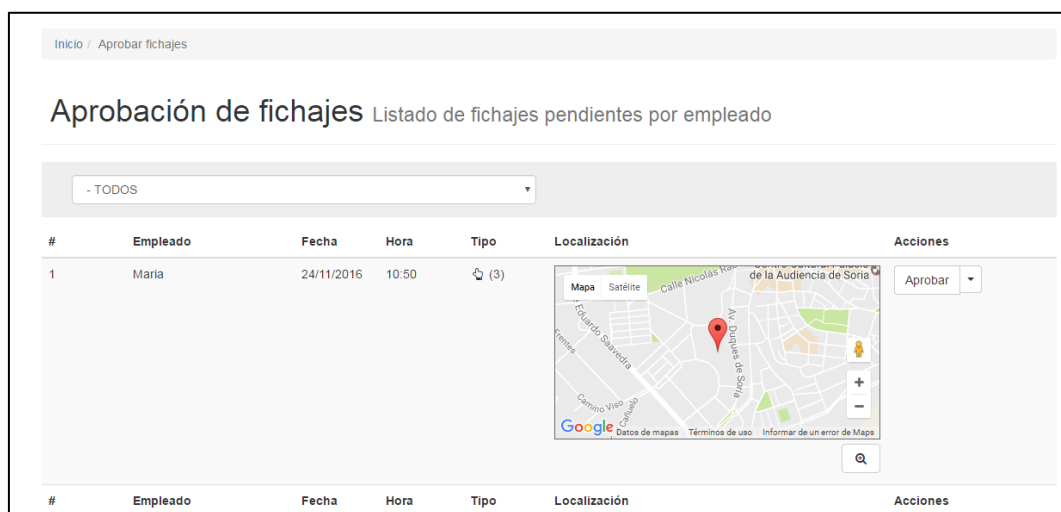 Inicio / Aprobar fichajes
Aprobación de fichajes Listado de fichajes pendientes por empleado
- TODOS
# Empleado Fecha Hora Tipo Localización Acciones
1 Maria 24/11/2016 10:50 (3) Aprobar
Mapa Satélite
Calle Nicolás
de la Audiencia de Soria
Eduardo Saavedra
Frentes
Av. Duques de Soria
Camino Viso
Cañuelo
Google Datos de mapas Términos de uso Informar de un error de Maps
# Empleado Fecha Hora Tipo Localización Acciones